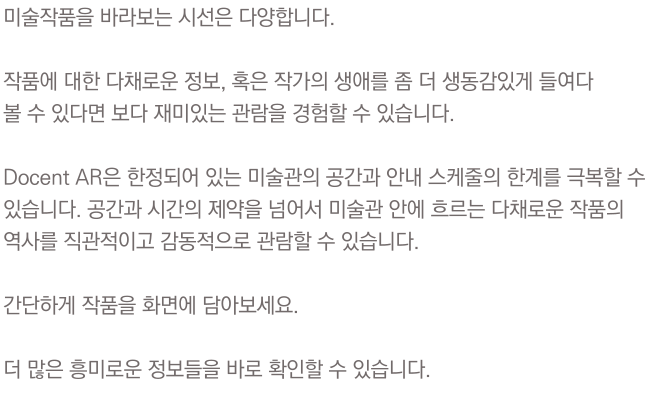 미술작품을 바라보는 시선은 다양합니다.
작품에 대한 다채로운 정보, 혹은 작가의 생애를 좀 더 생동감있게 들여다
볼 수 있다면 보다 재미있는 관람을 경험할 수 있습니다.
Docent AR은 한정되어 있는 미술관의 공간과 안내 스케줄의 한계를 극복할 수
있습니다. 공간과 시간의 제약을 넘어서 미술관 안에 흐르는 다채로운 작품의
역사를 직관적이고 감동적으로 관람할 수 있습니다.
간단하게 작품을 화면에 담아보세요.
더 많은 흥미로운 정보들을 바로 확인할 수 있습니다.